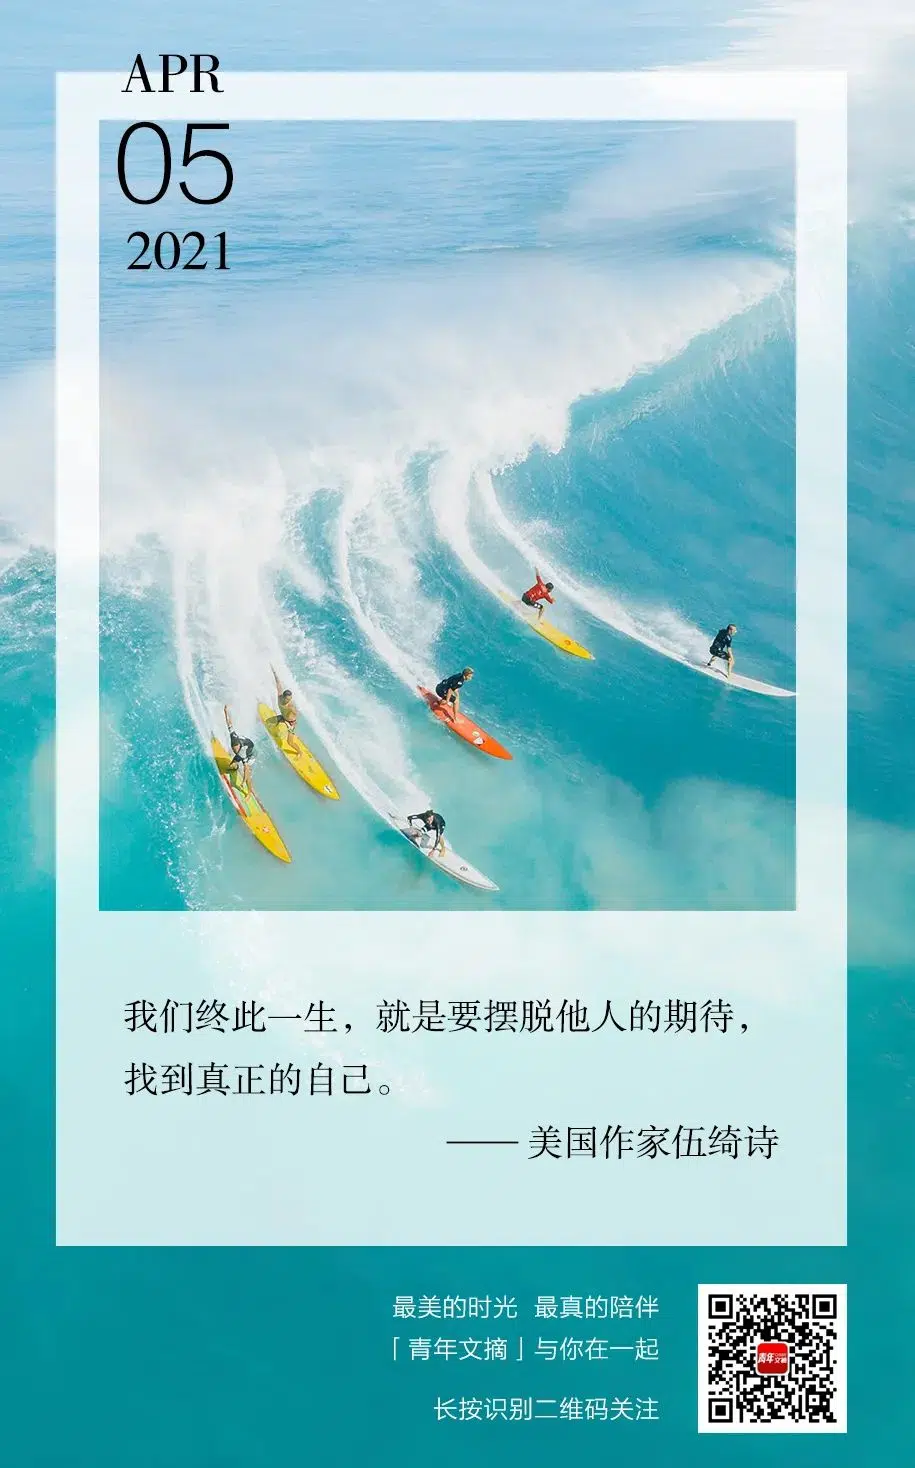 APR
05
2021
我们终此一生，就是要摆脱他人的期待，
找到真正的自己。
—— 美国作家伍绮诗
最美的时光 最真的陪伴
「青年文摘」与你在一起
长按识别二维码关注
青年文摘